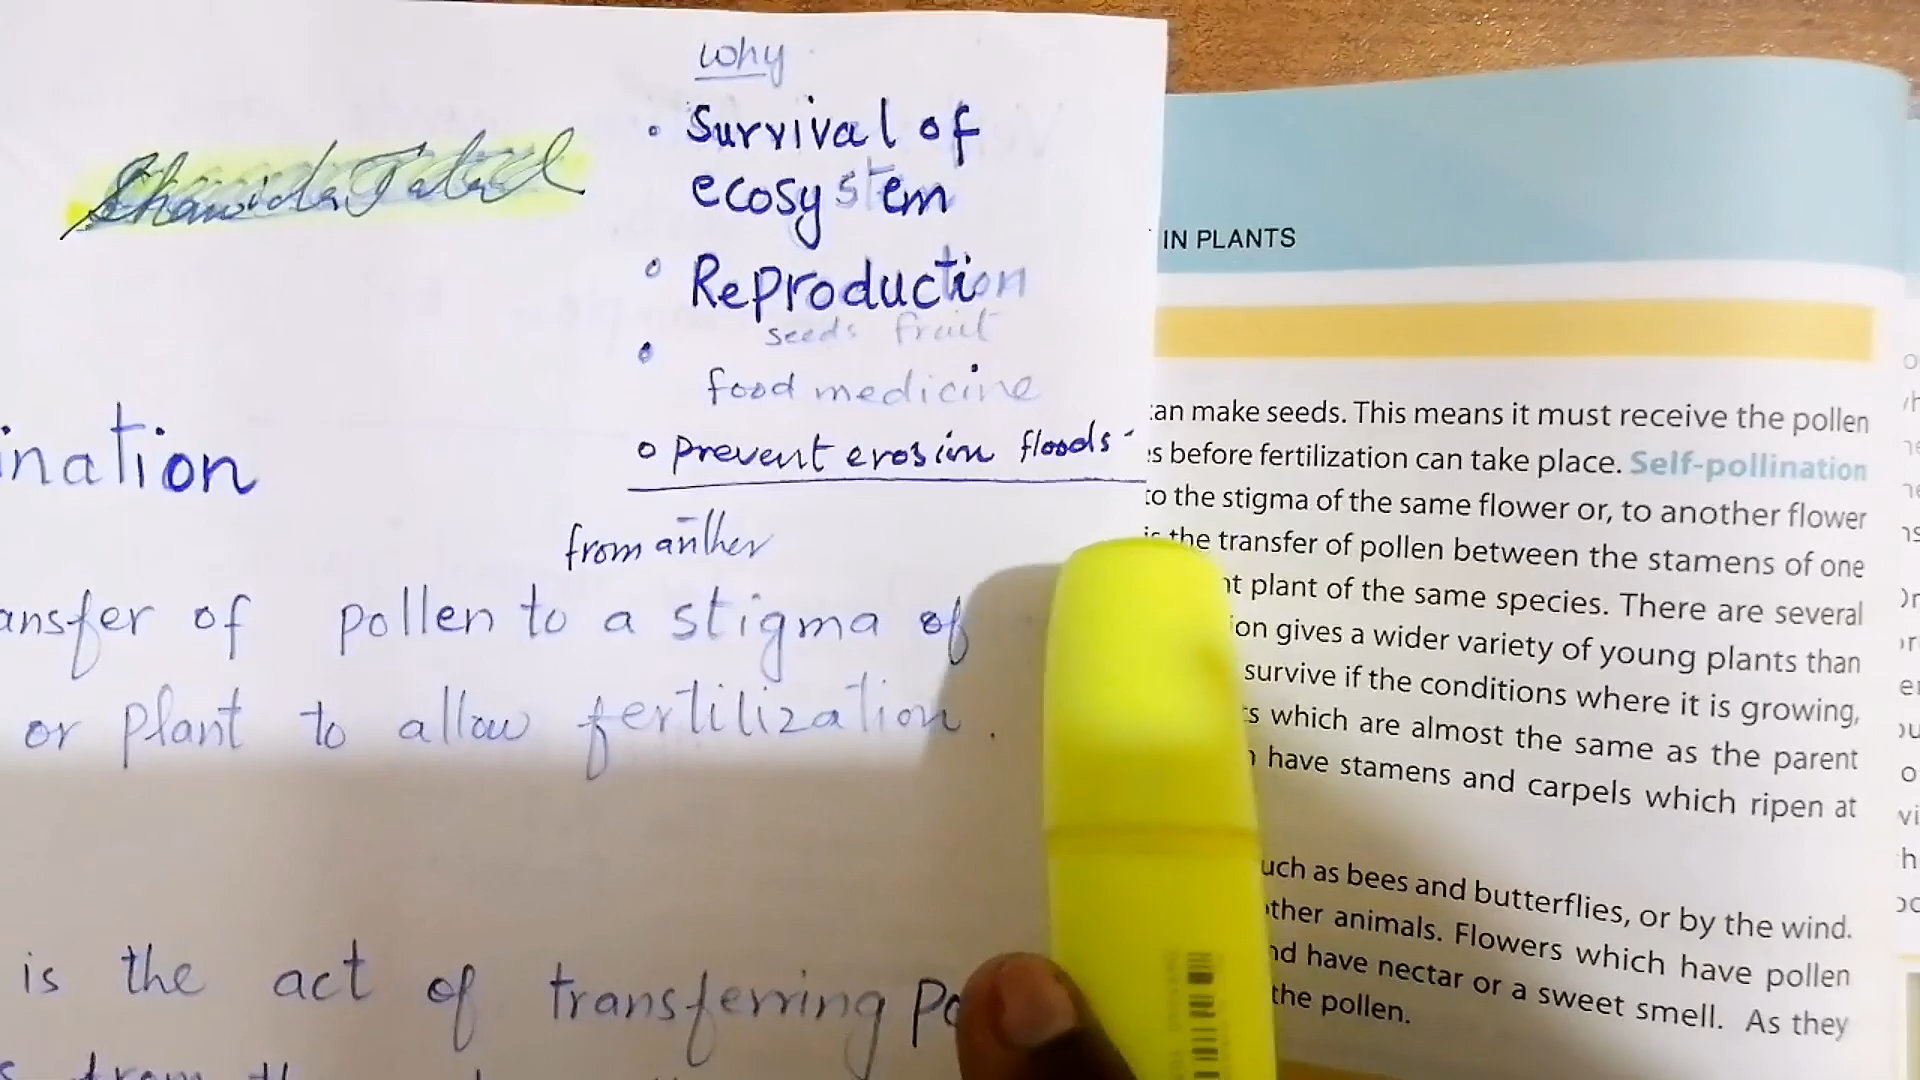 why
• Survival of
ecosystem
• Reproduction
seeds fruit
•
food medicine
• prevent erosion floods -
ination
from anther
ansfer of pollen to a stigma of
or plant to allow fertilization.
is the act of transferring Po
IN PLANTS
can make seeds. This means it must receive the pollen
s before fertilization can take place. Self-pollination
to the stigma of the same flower or, to another flower
is the transfer of pollen between the stamens of one
nt plant of the same species. There are several
ion gives a wider variety of young plants than
survive if the conditions where it is growing,
s which are almost the same as the parent
have stamens and carpels which ripen at
uch as bees and butterflies, or by the wind.
ther animals. Flowers which have pollen
nd have nectar or a sweet smell. As they
the pollen.